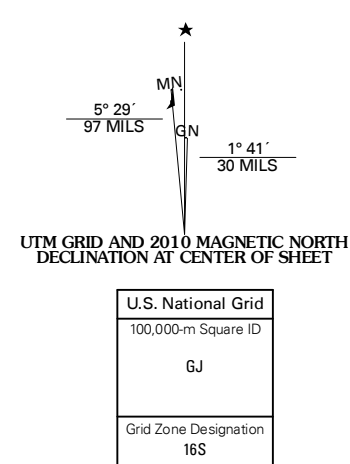 ★
MN.
5° 29´
97 MILS
GN
1° 41´
30 MILS
UTM GRID AND 2010 MAGNETIC NORTH
DECLINATION AT CENTER OF SHEET
U.S. National Grid
100,000-m Square ID
GJ
Grid Zone Designation
16S